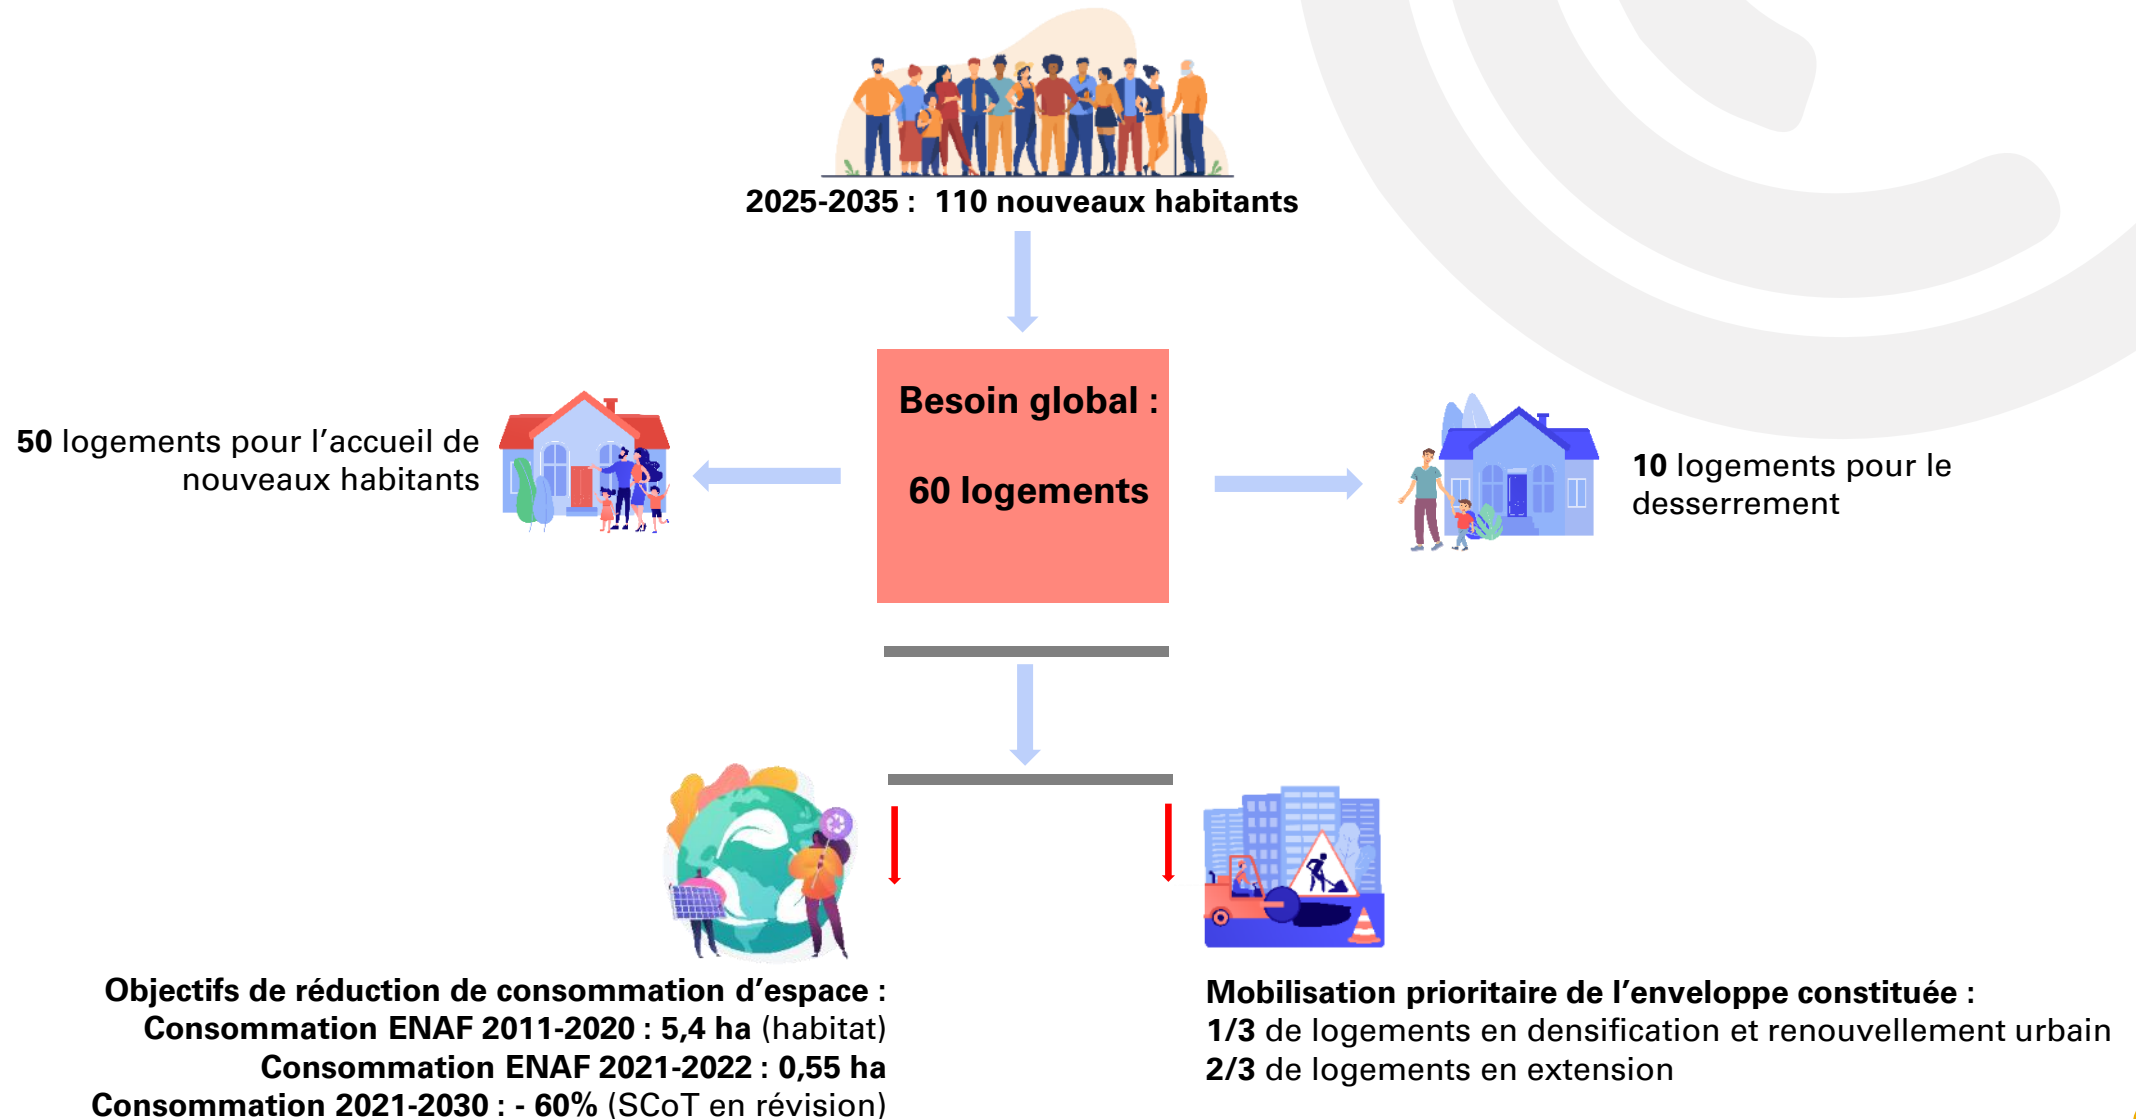 2025-2035 : 110 nouveaux habitants
Besoin global :
60 logements
50 logements pour l’accueil de
nouveaux habitants
10 logements pour le
desserrement
Objectifs de réduction de consommation d’espace :
Consommation ENAF 2011-2020 : 5,4 ha (habitat)
Consommation ENAF 2021-2022 : 0,55 ha
Consommation 2021-2030 : - 60% (SCoT en révision)
Mobilisation prioritaire de l’enveloppe constituée :
1/3 de logements en densification et renouvellement urbain
2/3 de logements en extension